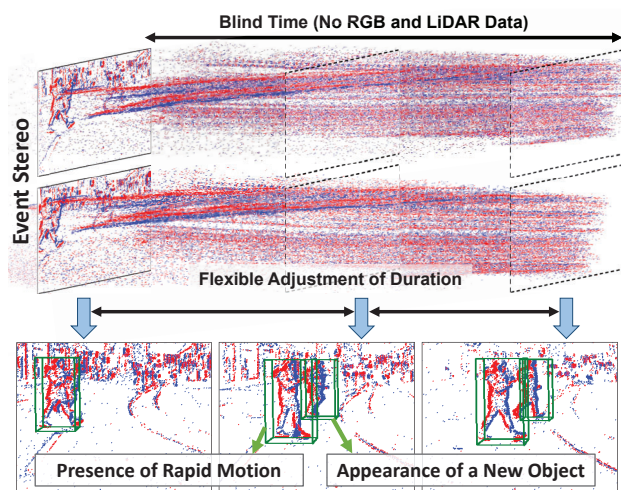 Blind Time (No RGB and LiDAR Data)
Event Stereo
Flexible Adjustment of Duration
Presence of Rapid Motion
Appearance of a New Object